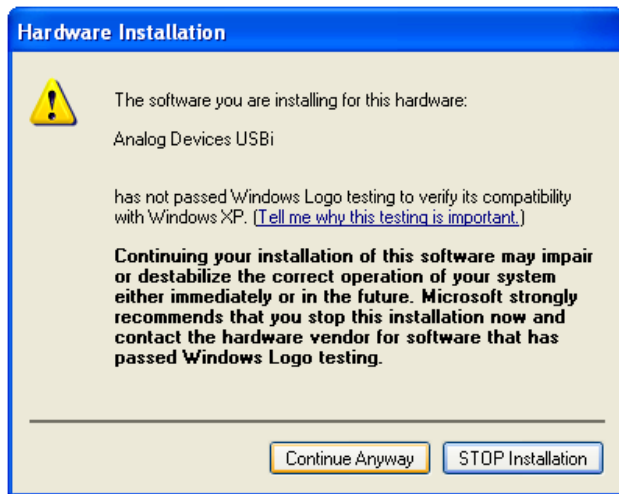 Hardware Installation
The software you are installing for this hardware:
Analog Devices USBi
has not passed Windows Logo testing to verify its compatibility
with Windows XP. (Tell me why this testing is important.)
Continuing your installation of this software may impair
or destabilize the correct operation of your system
either immediately or in the future. Microsoft strongly
recommends that you stop this installation now and
contact the hardware vendor for software that has
passed Windows Logo testing.
Continue Anyway STOP Installation